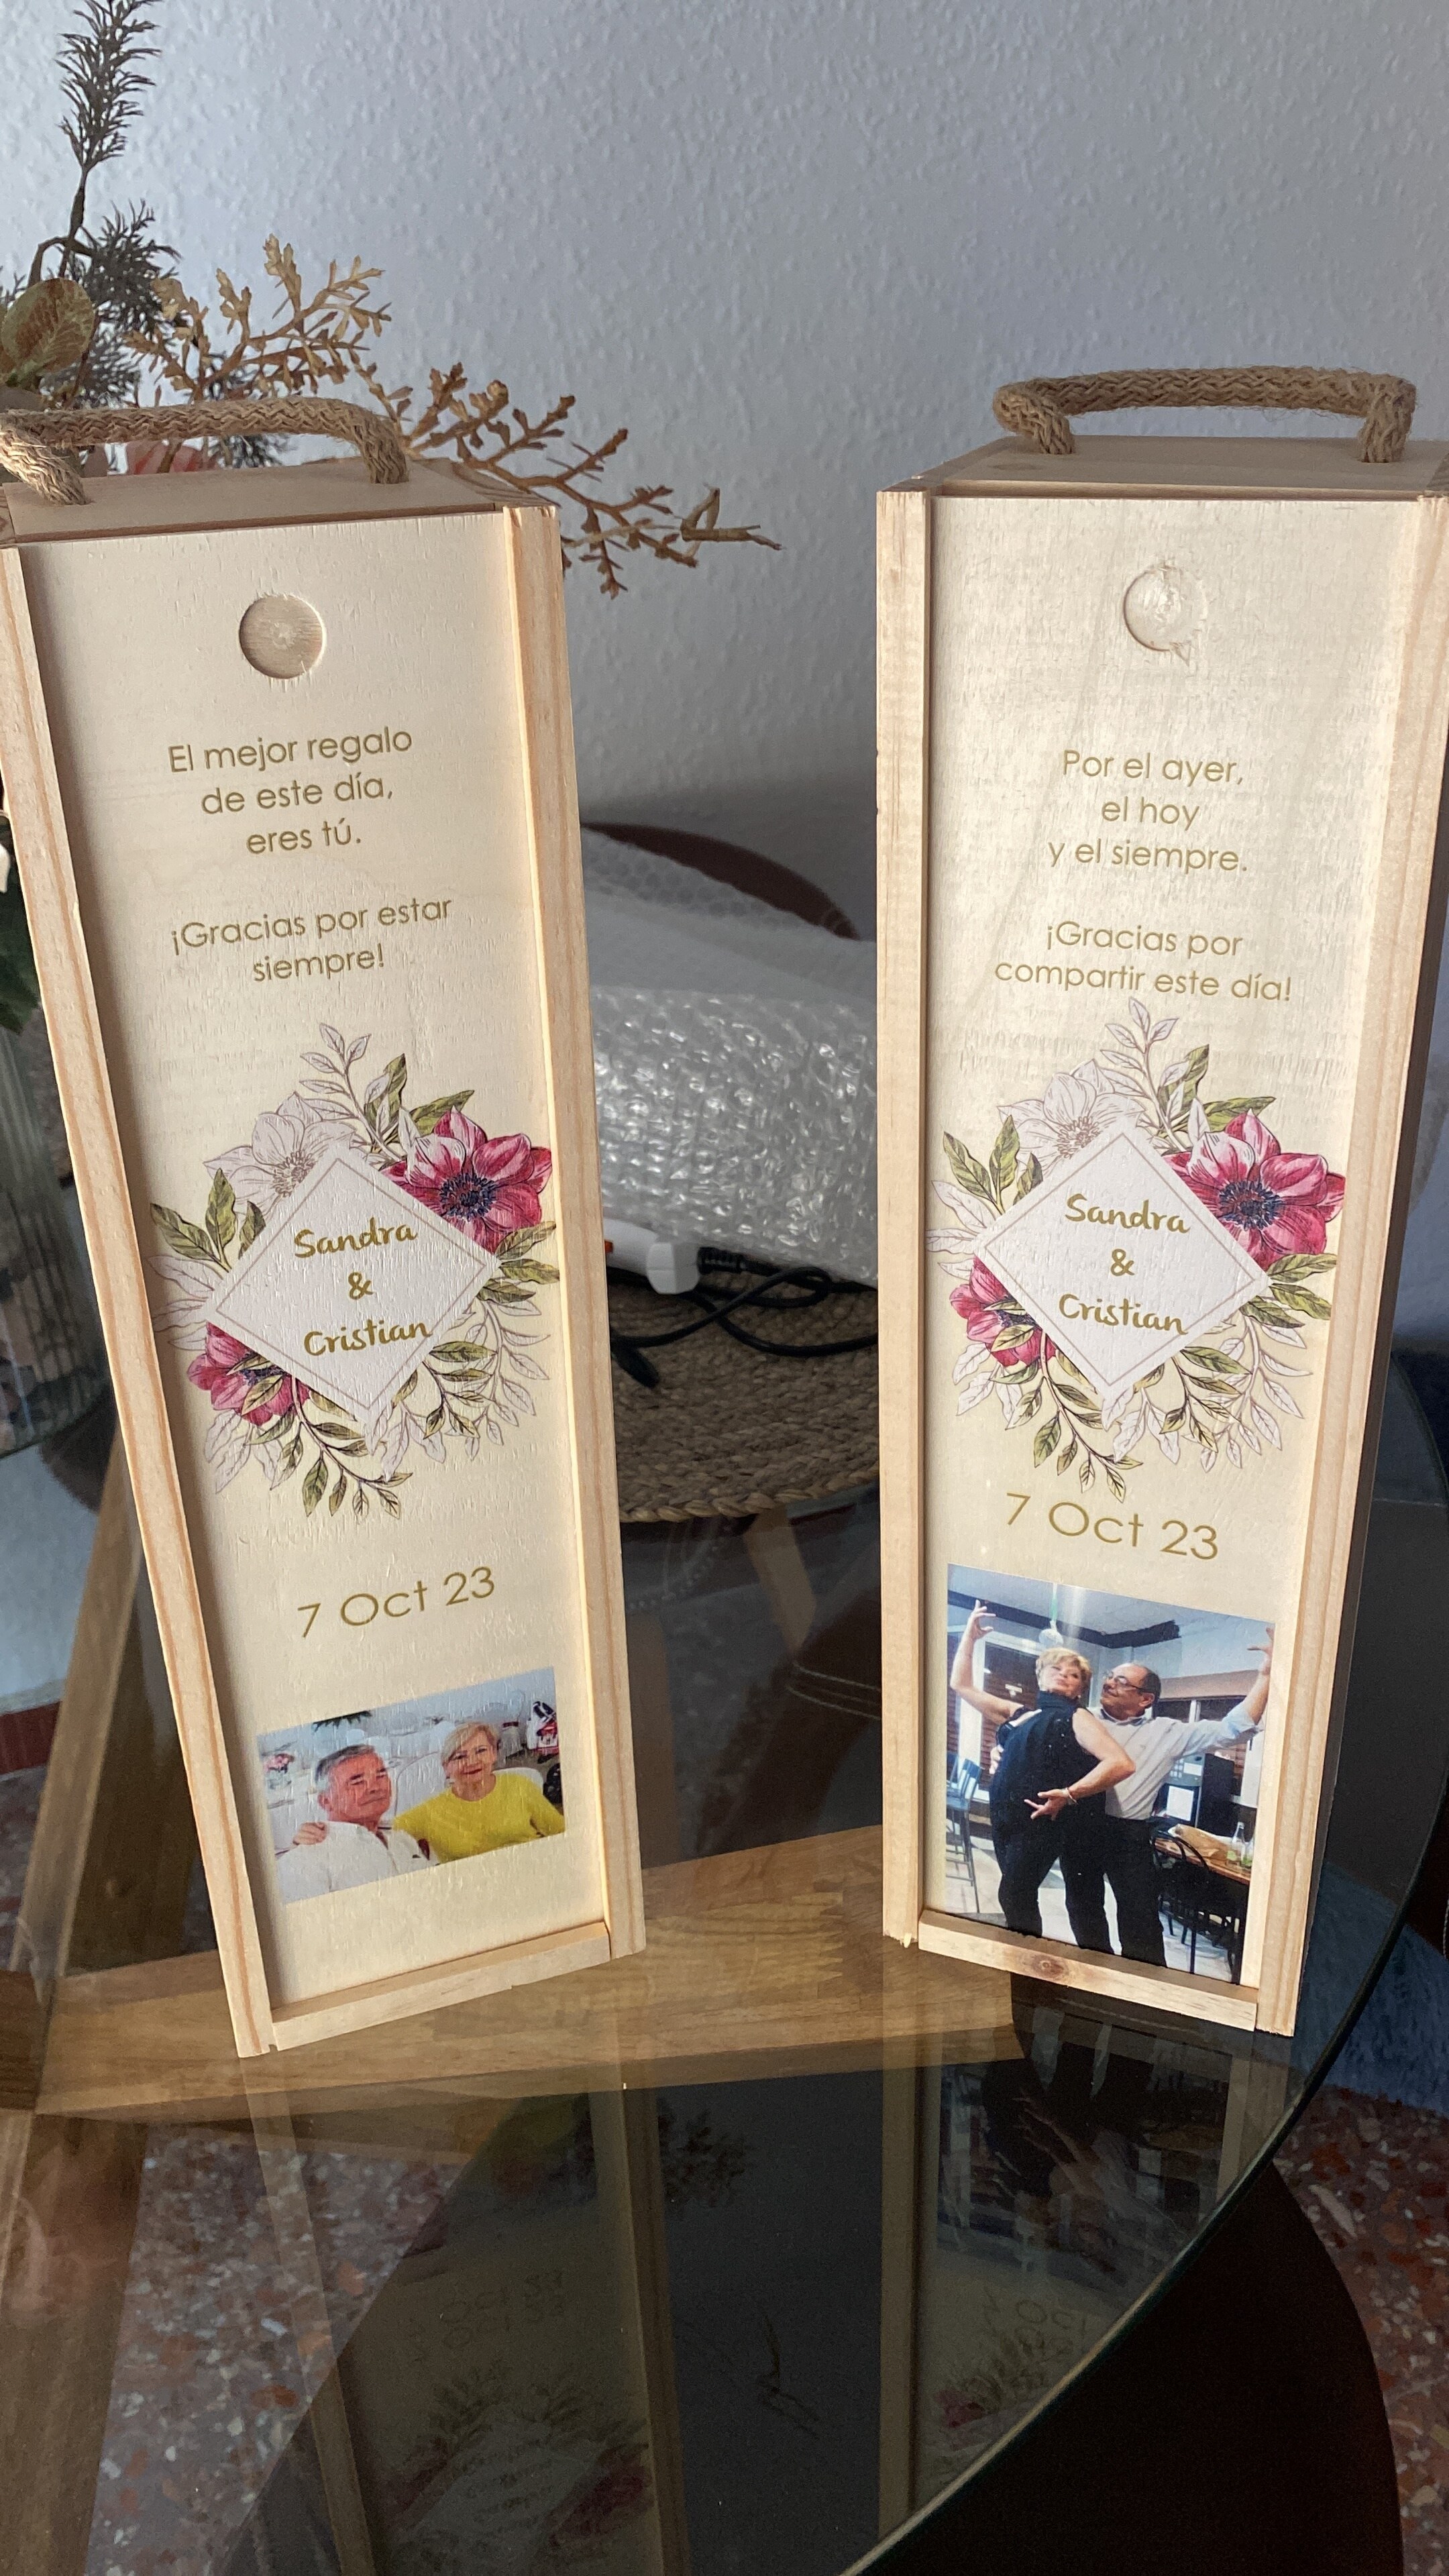 El mejor regalo
de este día,
eres tú.
¡Gracias por estar
siempre!
Sandra
&
Cristian
7 Oct 23
Por el ayer,
el hoy
y el siempre.
¡Gracias por
compartir este día!
Sandra
&
Cristian
7 Oct 23